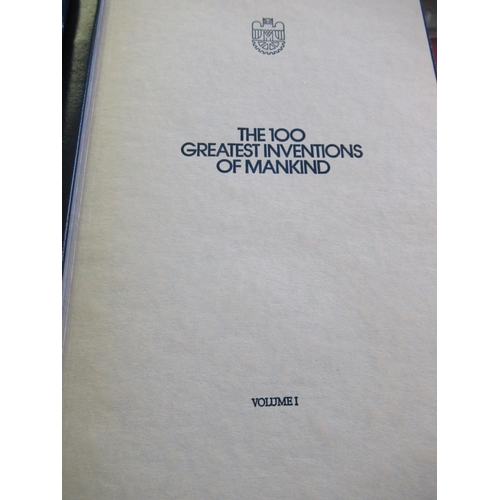 THE 100
GREATEST INVENTIONS
OF MANKIND
VOLUME I